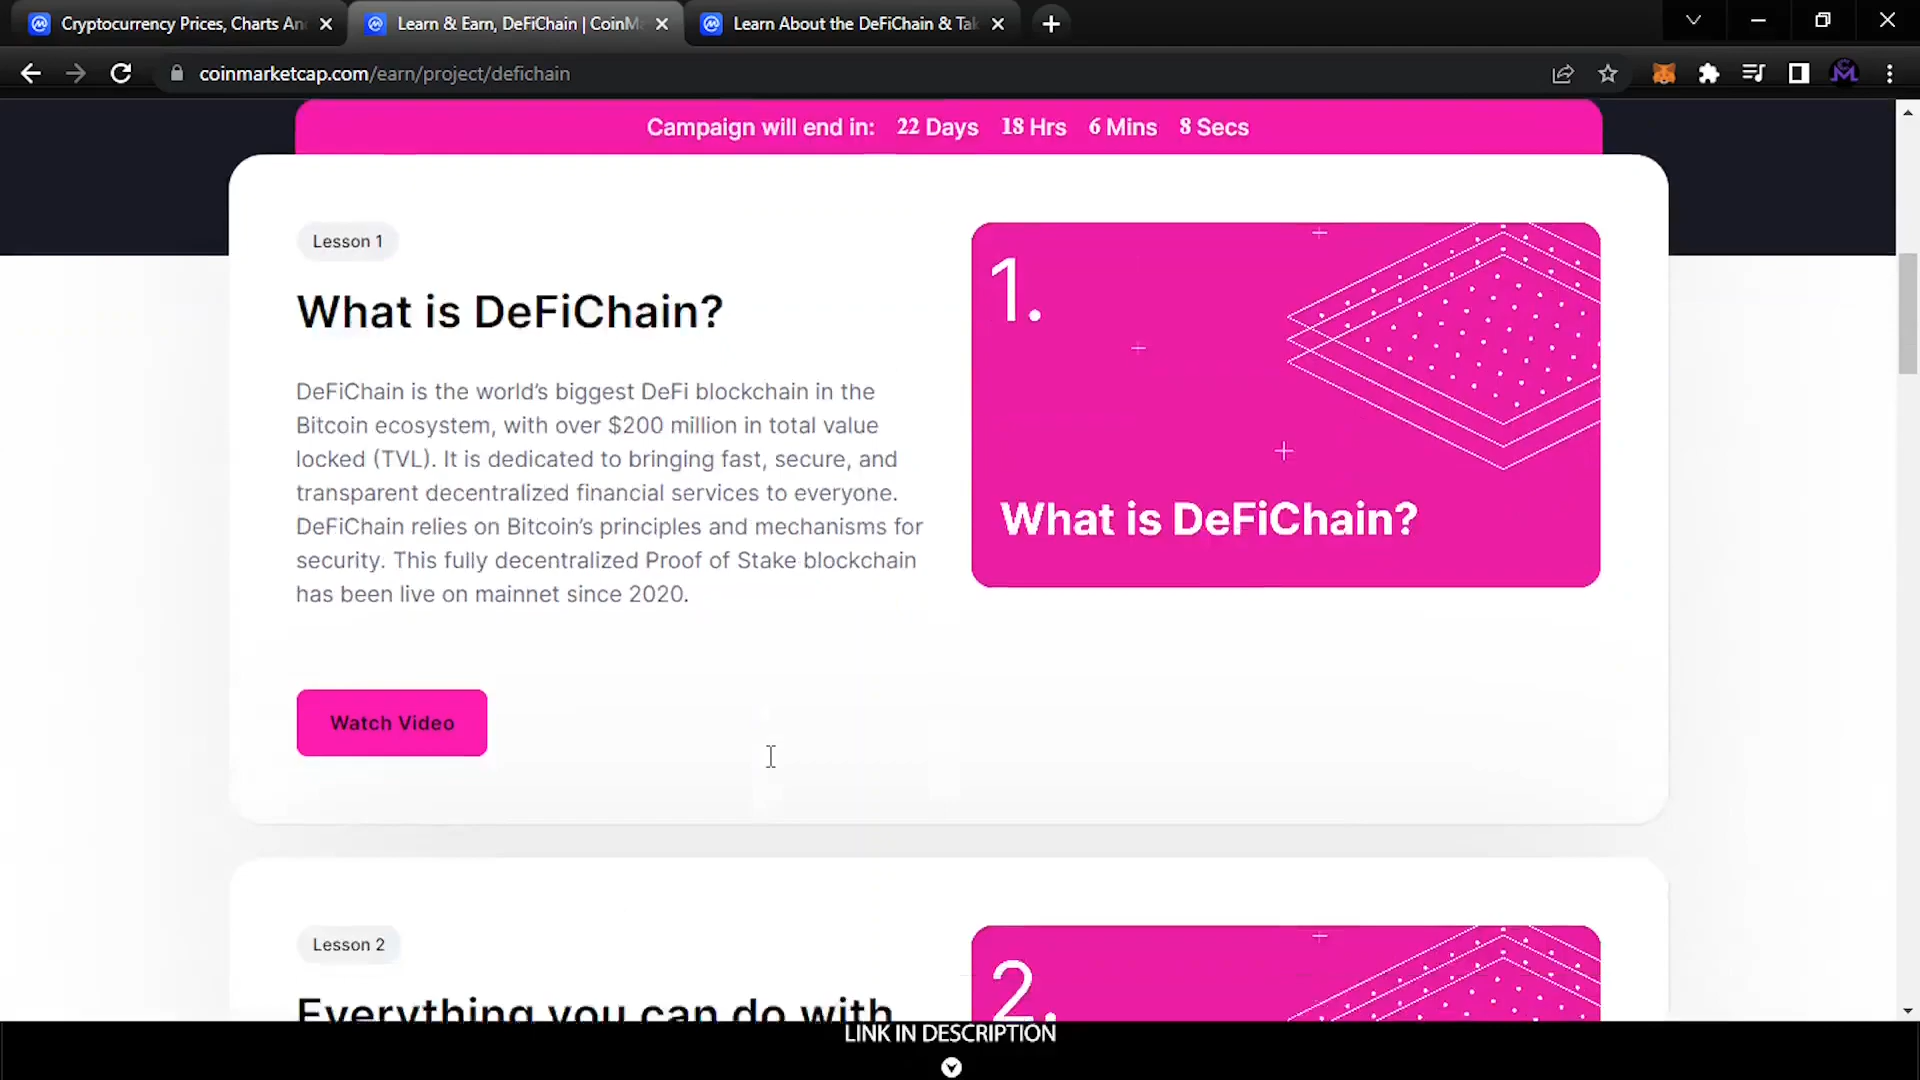 Cryptocurrency Prices, Charts An
Learn & Earn, DeFiChain | CoinMa
Learn About the DeFiChain & Tak
coinmarketcap.com/earn/project/defichain
Campaign will end in: 22 Days 18 Hrs 6 Mins 8 Secs
Lesson 1
What is DeFiChain?
DeFiChain is the world’s biggest DeFi blockchain in the
Bitcoin ecosystem, with over $200 million in total value
locked (TVL). It is dedicated to bringing fast, secure, and
transparent decentralized financial services to everyone.
DeFiChain relies on Bitcoin’s principles and mechanisms for
security. This fully decentralized Proof of Stake blockchain
has been live on mainnet since 2020.
Watch Video
1.
What is DeFiChain?
Lesson 2
Everything you can do with
2.
LINK IN DESCRIPTION